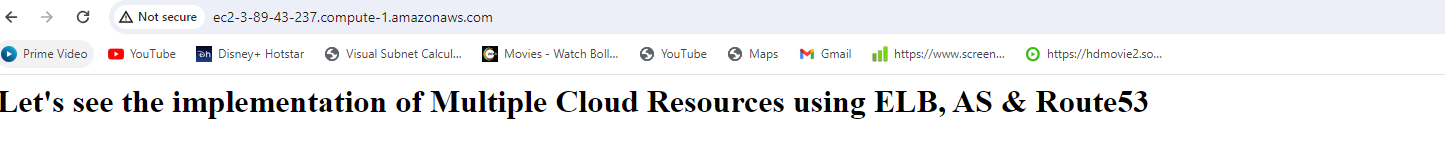 Not secure ec2-3-89-43-237.compute-1.amazonaws.com
Prime Video YouTube Disney+ Hotstar Visual Subnet Calcul... Movies - Watch Boll... YouTube Maps Gmail https://www.screen... https://hdmovie2.so...
Let's see the implementation of Multiple Cloud Resources using ELB, AS & Route53